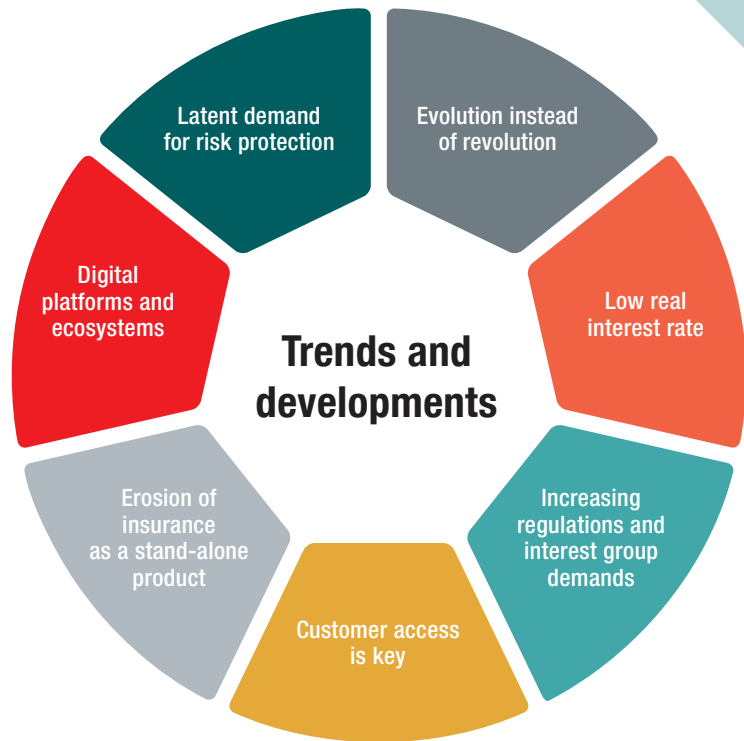 Trends and
developments
Evolution instead
of revolution
Low real
interest rate
Increasing
regulations and
interest group
demands
Customer access
is key
Erosion of
insurance
as a stand-alone
product
Digital
platforms and
ecosystems
Latent demand
for risk protection